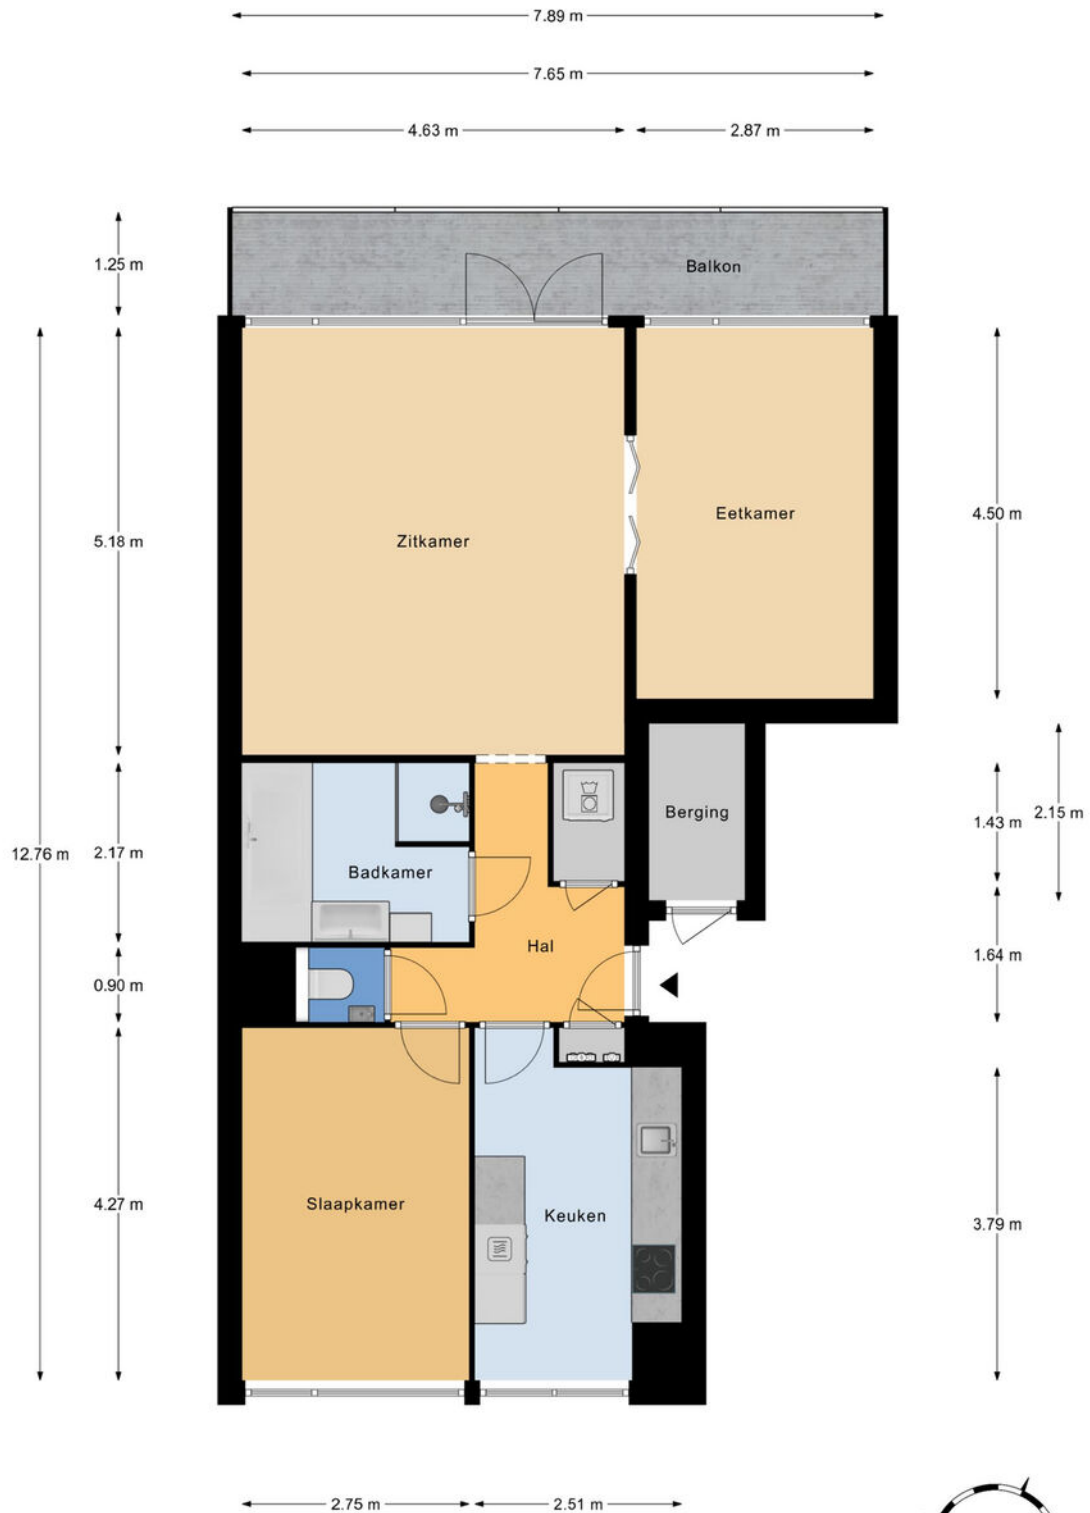 7.89 m
7.65 m
4.63 m
2.87 m
1.25 m
Balkon
5.18 m
Zitkamer
Eetkamer
4.50 m
12.76 m
2.17 m
Badkamer
Berging
1.43 m
2.15 m
Hal
1.64 m
0.90 m
4.27 m
Slaapkamer
Keuken
3.79 m
2.75 m
2.51 m